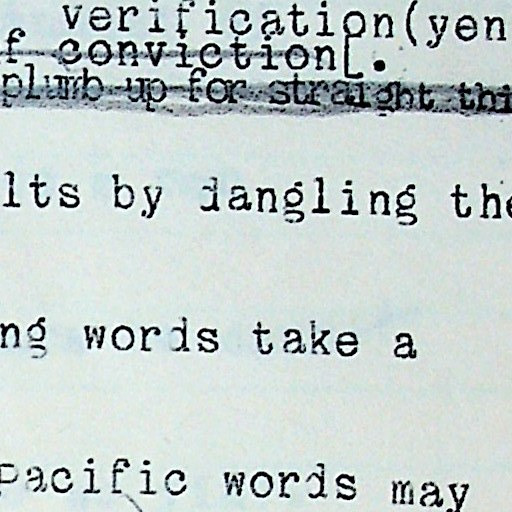 verification(yen
f conviction[.
plumb up for straight thi
lts by dangling the
ng words take a
Pacific words may